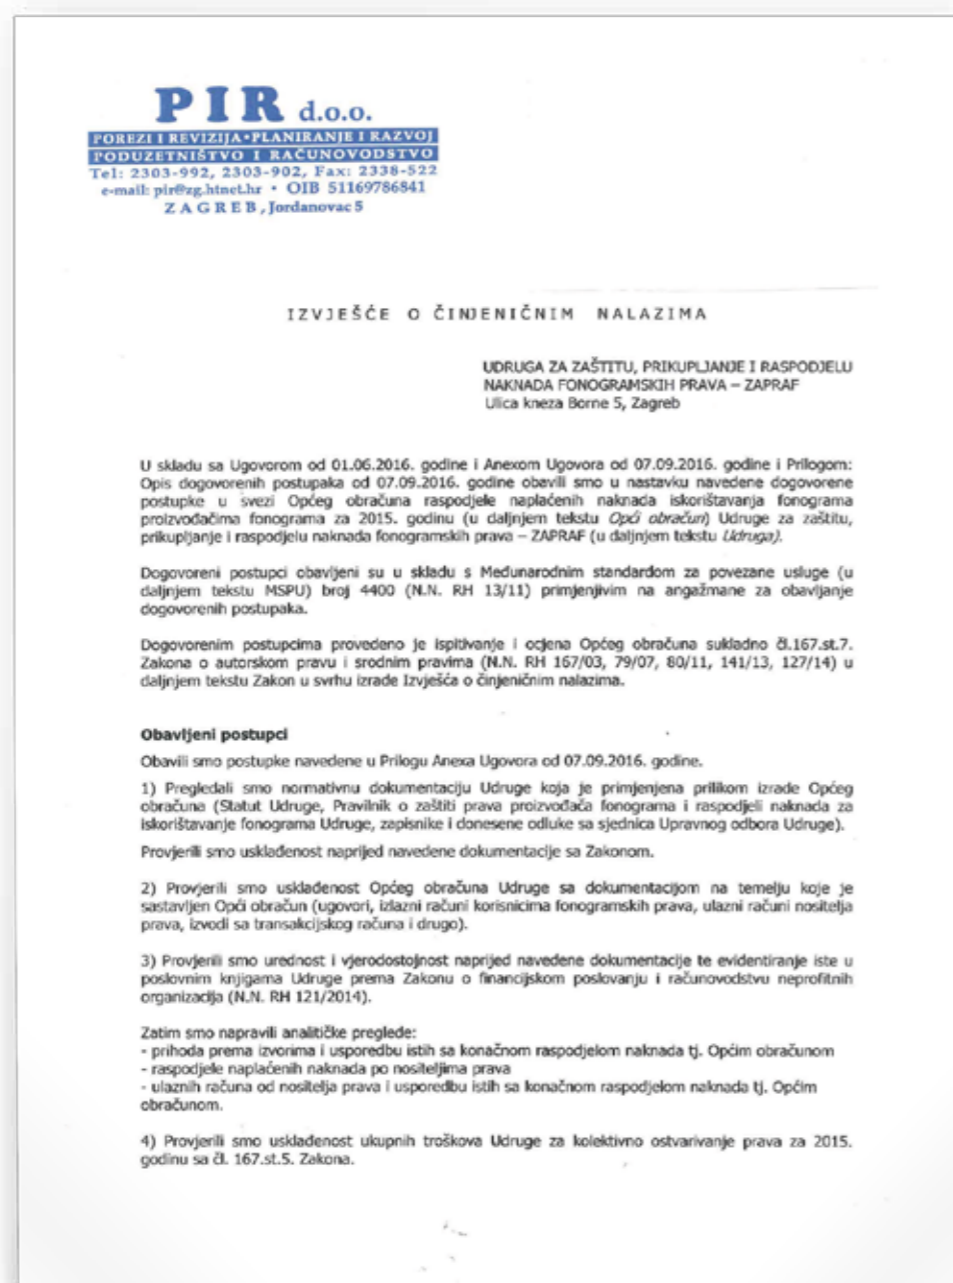 PIR d.o.o.
POREZI I REVIZIJA•PLANIRANJE I RAZVOJ
PODUZETNIŠTVO I RAČUNOVODSTVO
Tel: 2303-992, 2303-902, Fax: 2338-522
e-mail: pir@zg.htnet.hr • OIB 51169786841
ZAGREB, Jordanovac 5
IZVJEŠĆE O ČINJENIČNIM NALAZIMA
UDRUGA ZA ZAŠTITU, PRIKUPLJANJE I RASPODJELU
NAKNADA FONOGRAMSKIH PRAVA – ZAPRAF
Ulica kneza Borne 5, Zagreb
U skladu sa Ugovorom od 01.06.2016. godine i Anexom Ugovora od 07.09.2016. godine i Prilogom:
Opis dogovorenih postupaka od 07.09.2016. godine obavili smo u nastavku navedene dogovorene
postupke u svezi Općeg obračuna raspodjele naplaćenih naknada iskorištavanja fonograma
proizvođačima fonograma za 2015. godinu (u daljnjem tekstu Opći obračun) Udruge za zaštitu,
prikupljanje i raspodjelu naknada fonogramskih prava – ZAPRAF (u daljnjem tekstu Udruga).
Dogovoreni postupci obavljeni su u skladu s Međunarodnim standardom za povezane usluge (u
daljnjem tekstu MSPU) broj 4400 (N.N. RH 13/11) primjenjivim na angažmane za obavljanje
dogovorenih postupaka.
Dogovorenim postupcima provedeno je ispitivanje i ocjena Općeg obračuna sukladno čl.167.st.7.
Zakona o autorskom pravu i srodnim pravima (N.N. RH 167/03, 79/07, 80/11, 141/13, 127/14) u
daljnjem tekstu Zakon u svrhu izrade Izvješća o činjeničnim nalazima.
Obavljeni postupci
Obavili smo postupke navedene u Prilogu Anexa Ugovora od 07.09.2016. godine.
1) Pregledali smo normativnu dokumentaciju Udruge koja je primjenjena prilikom izrade Općeg
obračuna (Statut Udruge, Pravilnik o zaštiti prava proizvođača fonograma i raspodjeli naknada za
iskorištavanje fonograma Udruge, zapisnike i donesene odluke sa sjednica Upravnog odbora Udruge).
Provjerili smo usklađenost naprijed navedene dokumentacije sa Zakonom.
2) Provjerili smo usklađenost Općeg obračuna Udruge sa dokumentacijom na temelju koje je
sastavljen Opći obračun (ugovori, izlazni računi korisnicima fonogramskih prava, ulazni računi nositelja
prava, izvodi sa transakcijskog računa i drugo).
3) Provjerili smo urednost i vjerodostojnost naprijed navedene dokumentacije te evidentiranje iste u
poslovnim knjigama Udruge prema Zakonu o financijskom poslovanju i računovodstvu neprofitnih
organizacija (N.N. RH 121/2014).
Zatim smo napravili analitičke preglede:
- prihoda prema izvorima i usporedbu istih sa konačnom raspodjelom naknada tj. Općim obračunom
- raspodjele naplaćenih naknada po nositeljima prava
- ulaznih računa od nositelja prava i usporedbu istih sa konačnom raspodjelom naknada tj. Općim
obračunom.
4) Provjerili smo usklađenost ukupnih troškova Udruge za kolektivno ostvarivanje prava za 2015.
godinu sa čl. 167.st.5. Zakona.